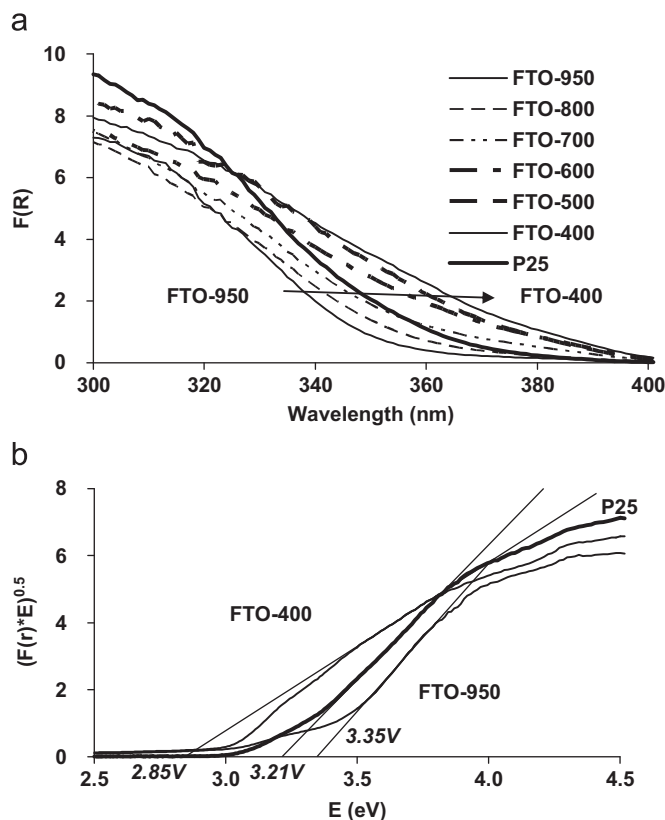 a
10
8
6
4
2
0
F(R)
FTO-950
FTO-800
FTO-700
FTO-600
FTO-500
FTO-400
P25
FTO-950
FTO-400
300
320
340
360
380
400
Wavelength (nm)
b
8
6
4
2
0
(F(r)*E)^0.5
P25
FTO-400
FTO-950
3.35V
2.85V
3.21V
2.5
3.0
3.5
4.0
4.5
E (eV)